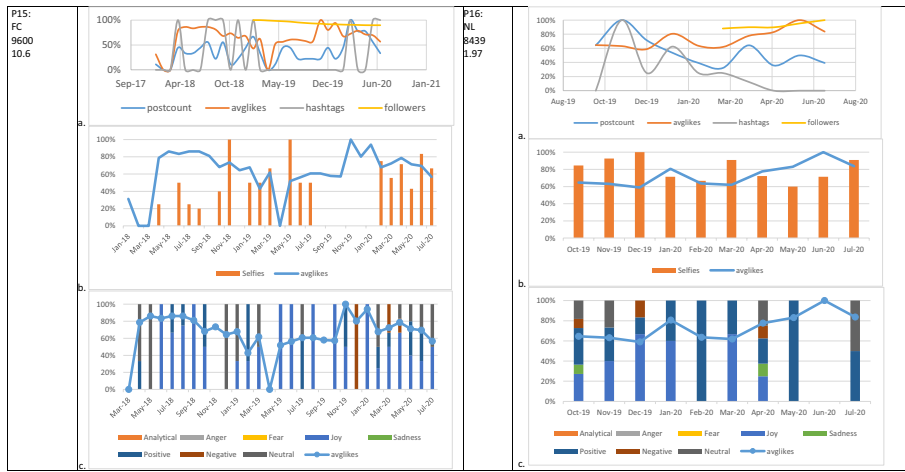 P15:
FC
9600
10.6
100%
50%
0%
Sep-17
Apr-18
Oct-18
May-19
Nov-19
Jun-20
Jan-21
postcount
avglikes
hashtags
followers
a.
100%
80%
60%
40%
20%
0%
Jan-18
Mar-18
May-18
Jul-18
Sep-18
Nov-18
Jan-19
Mar-19
May-19
Jul-19
Sep-19
Nov-19
Jan-20
Mar-20
May-20
Jul-20
Selfies
avglikes
b.
100%
80%
60%
40%
20%
0%
Mar-18
May-18
Jul-18
Sep-18
Nov-18
Jan-19
Mar-19
May-19
Jul-19
Sep-19
Nov-19
Jan-20
Mar-20
May-20
Jul-20
Analytical
Anger
Fear
Joy
Sadness
Positive
Negative
Neutral
avglikes
c.
P16:
NL
8439
1.97
100%
80%
60%
40%
20%
0%
Aug-19
Oct-19
Dec-19
Jan-20
Mar-20
May-20
Jun-20
Aug-20
postcount
avglikes
hashtags
followers
a.
100%
80%
60%
40%
20%
0%
Oct-19
Nov-19
Dec-19
Jan-20
Feb-20
Mar-20
Apr-20
May-20
Jun-20
Jul-20
Selfies
avglikes
b.
100%
80%
60%
40%
20%
0%
Oct-19
Nov-19
Dec-19
Jan-20
Feb-20
Mar-20
Apr-20
May-20
Jun-20
Jul-20
Analytical
Anger
Fear
Joy
Sadness
Positive
Negative
Neutral
avglikes
c.